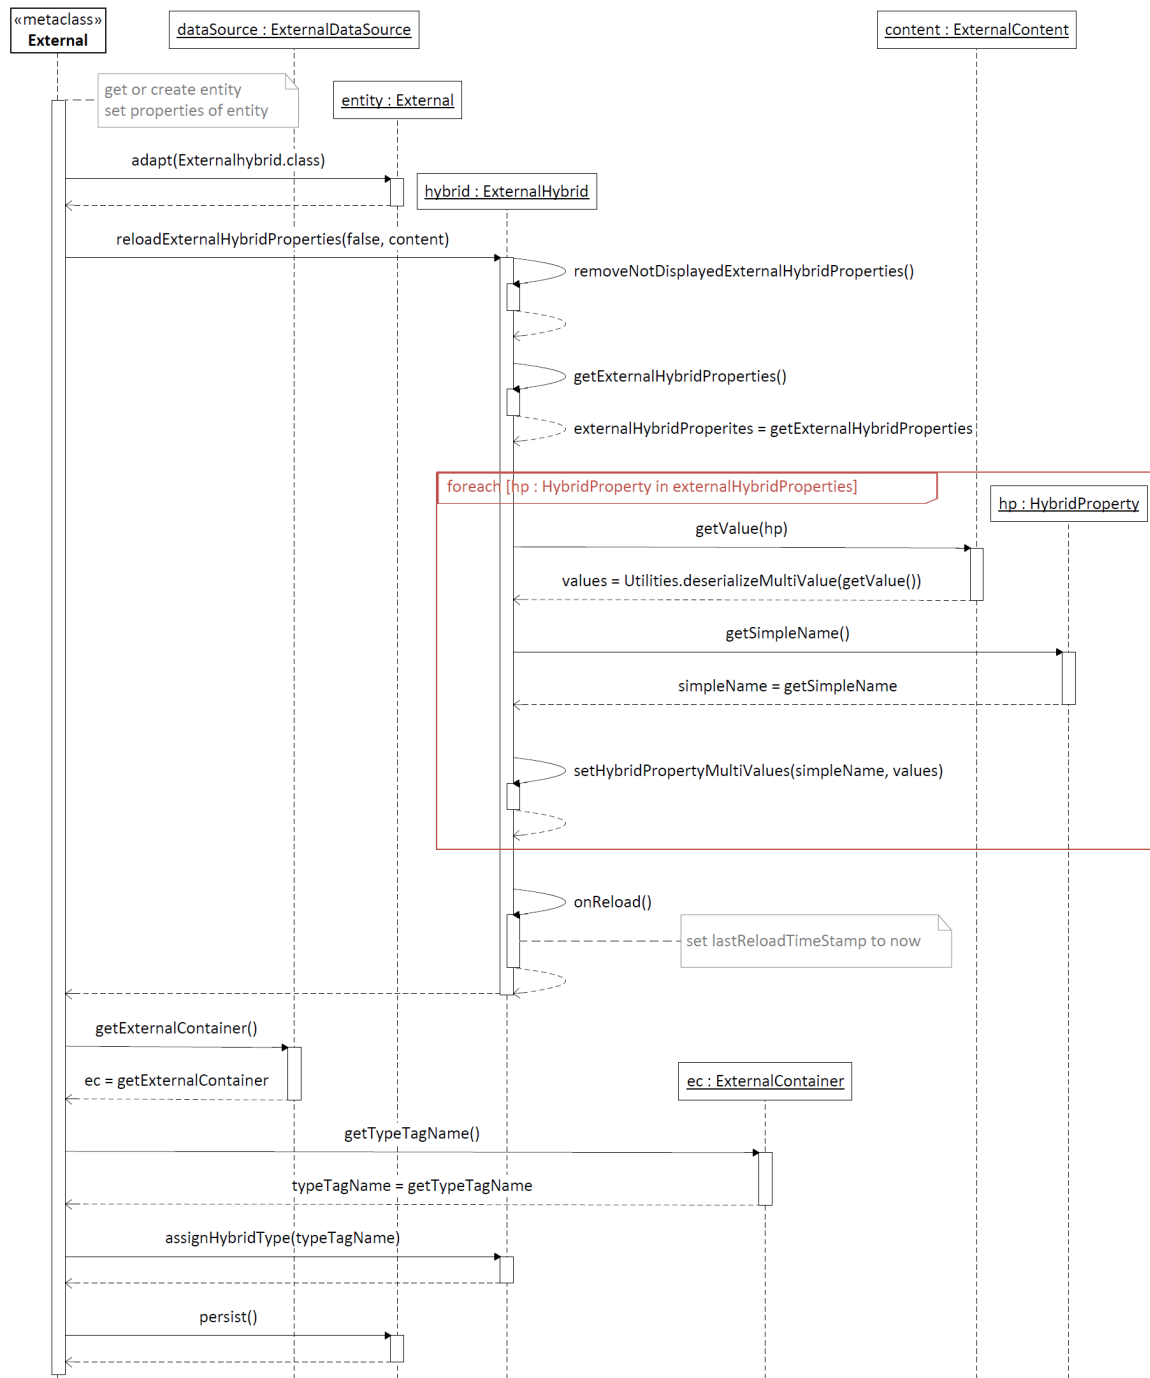 «metaclass»
External
dataSource : ExternalDataSource
content : ExternalContent
get or create entity
set properties of entity
entity : External
adapt(Externalhybrid.class)
hybrid : ExternalHybrid
reloadExternalHybridProperties(false, content)
removeNotDisplayedExternalHybridProperties()
getExternalHybridProperties()
externalHybridProperites = getExternalHybridProperties
foreach [hp : HybridProperty in externalHybridProperties]
hp : HybridProperty
getValue(hp)
values = Utilities.deserializeMultiValue(getValue())
getSimpleName()
simpleName = getSimpleName
setHybridPropertyMultiValues(simpleName, values)
onReload()
set lastReloadTimeStamp to now
getExternalContainer()
ec = getExternalContainer
ec : ExternalContainer
getTypeTagName()
typeTagName = getTypeTagName
assignHybridType(typeTagName)
persist()